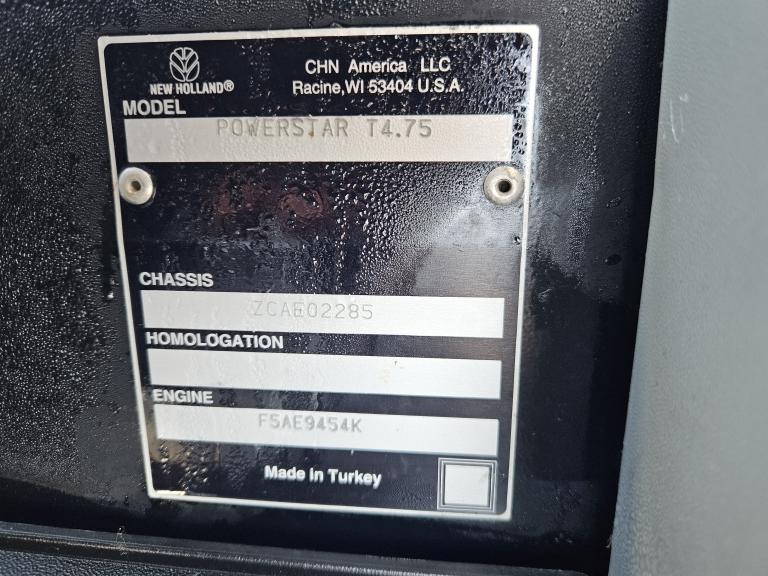 NEW HOLLAND®
CHN America LLC
Racine, WI 53404 U.S.A.
MODEL
POWERSTAR T4.75
CHASSIS
ZCAE02285
HOMOLOGATION
ENGINE
F5AE9454K
Made in Turkey